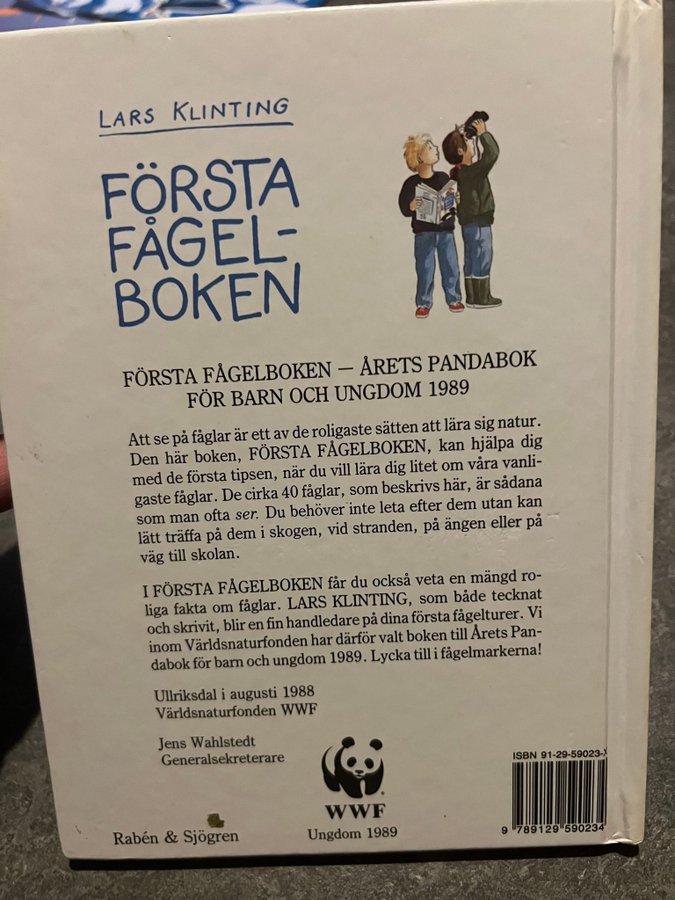 LARS KLINTING
FÖRSTA
FÅGEL-
BOKEN
FÖRSTA FÅGELBOKEN — ÅRETS PANDABOK
FÖR BARN OCH UNGDOM 1989
Att se på fåglar är ett av de roligaste sätten att lära sig natur.
Den här boken, FÖRSTA FÅGELBOKEN, kan hjälpa dig
med de första tipsen, när du vill lära dig litet om våra vanli-
gaste fåglar. De cirka 40 fåglar, som beskrivs här, är sådana
som man ofta ser. Du behöver inte leta efter dem utan kan
lätt träffa på dem i skogen, vid stranden, på ängen eller på
väg till skolan.
I FÖRSTA FÅGELBOKEN får du också veta en mängd ro-
liga fakta om fåglar. LARS KLINTING, som både tecknat
och skrivit, blir en fin handledare på dina första fågelturer. Vi
inom Världsnaturfonden har därför valt boken till Årets Pan-
dabok för barn och ungdom 1989. Lycka till i fågelmarkerna!
Ullriksdal i augusti 1988
Världsnaturfonden WWF
Jens Wahlstedt
Generalsekreterare
WWF
Ungdom 1989
Rabén & Sjögren
ISBN 91-29-59023-X
9 789129 590234